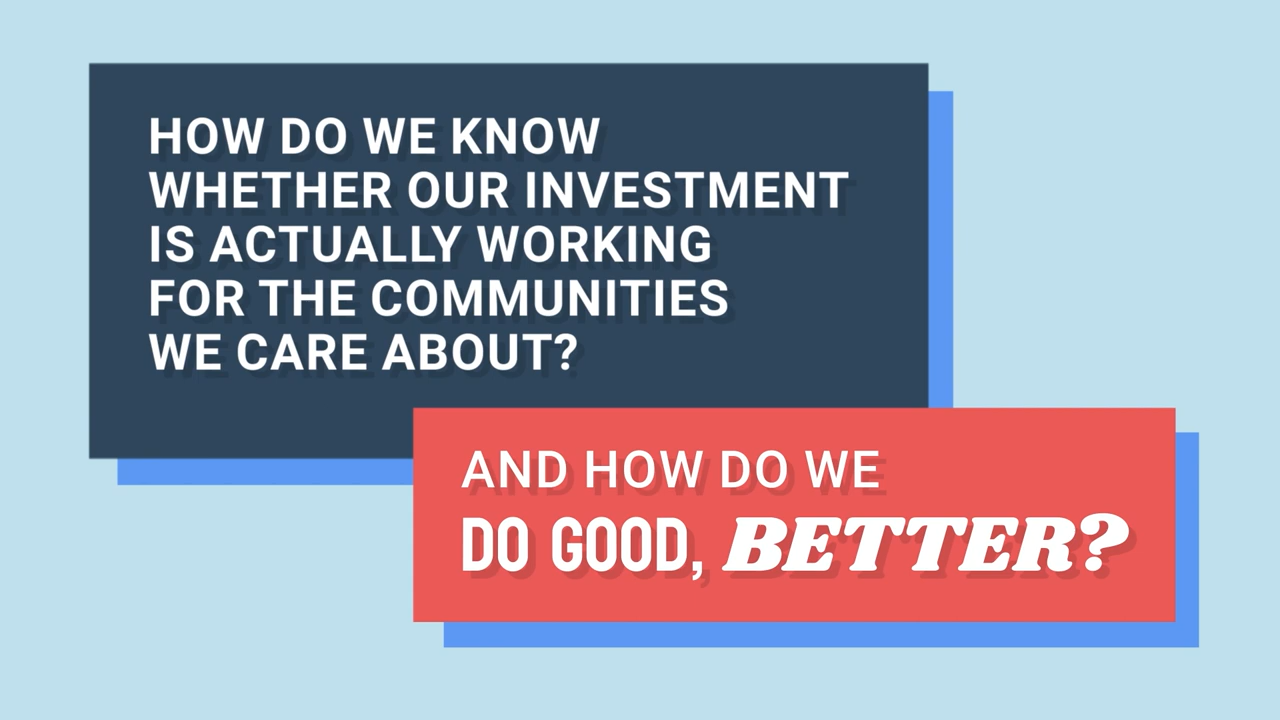 HOW DO WE KNOW
WHETHER OUR INVESTMENT
IS ACTUALLY WORKING
FOR THE COMMUNITIES
WE CARE ABOUT?
AND HOW DO WE
DO GOOD, BETTER?